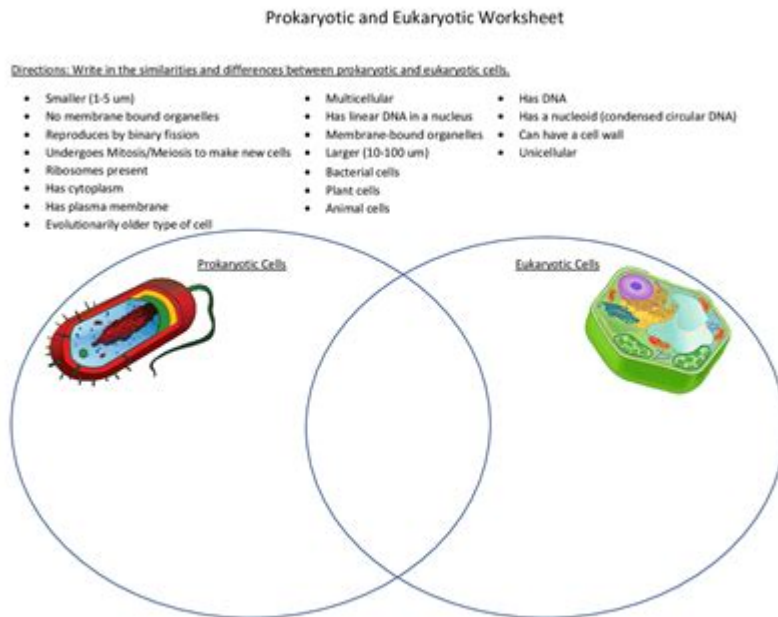 Prokaryotic and Eukaryotic Worksheet
Directions: Write in the similarities and differences between prokaryotic and eukaryotic cells.
• Smaller (1-5 um)
• No membrane bound organelles
• Reproduces by binary fission
• Undergoes Mitosis/Meiosis to make new cells
• Ribosomes present
• Has cytoplasm
• Has plasma membrane
• Evolutionarily older type of cell
• Multicellular
• Has linear DNA in a nucleus
• Membrane-bound organelles
• Larger (10-100 um)
• Bacterial cells
• Plant cells
• Animal cells
• Has DNA
• Has a nucleoid (condensed circular DNA)
• Can have a cell wall
• Unicellular
Prokaryotic Cells
Eukaryotic Cells